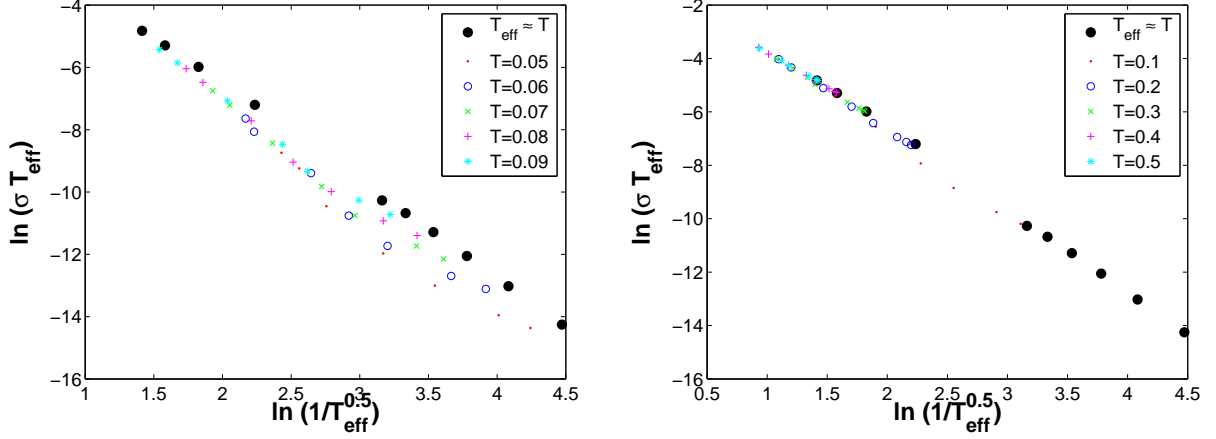 −4
−6
−8
−10
−12
−14
−16
1
1.5
2
2.5
3
3.5
4
4.5
ln (σ T_eff)
ln (1/T_eff^0.5)
T_eff ≈ T
T=0.05
T=0.06
T=0.07
T=0.08
T=0.09
−2
−4
−6
−8
−10
−12
−14
−16
0.5
1
1.5
2
2.5
3
3.5
4
4.5
ln (σ T_eff)
ln (1/T_eff^0.5)
T_eff ≈ T
T=0.1
T=0.2
T=0.3
T=0.4
T=0.5